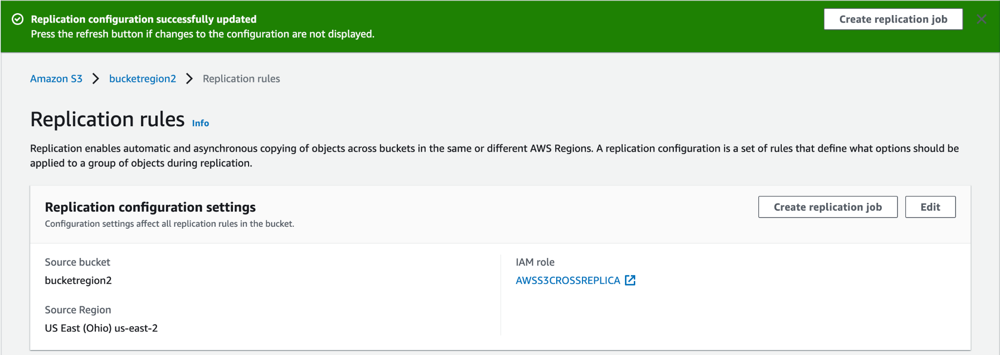 Replication configuration successfully updated
Press the refresh button if changes to the configuration are not displayed.
Create replication job
Amazon S3
bucketregion2
Replication rules
Replication rules
Info
Replication enables automatic and asynchronous copying of objects across buckets in the same or different AWS Regions. A replication configuration is a set of rules that define what options should be
applied to a group of objects during replication.
Replication configuration settings
Configuration settings affect all replication rules in the bucket.
Create replication job
Edit
Source bucket
bucketregion2
Source Region
US East (Ohio) us-east-2
IAM role
AWSS3CROSSREPLICA